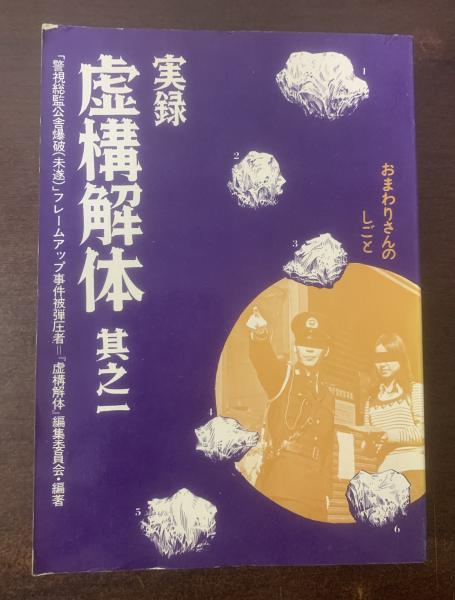 実録
虚構解体 其之一
「警視総監公舎爆破(未遂)」フレームアップ事件被弾圧者=『虚構解体』編集委員会・編著
おまわりさんの
しごと
1
2
3
4
5
6
7